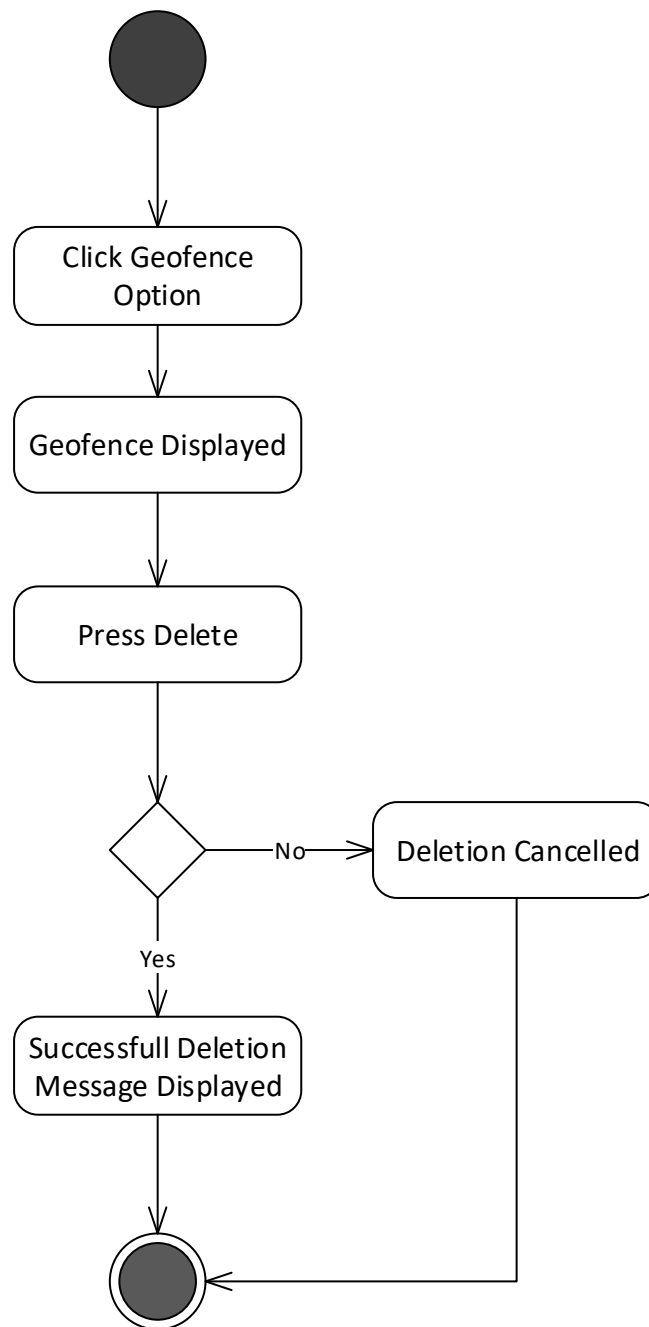 Click Geofence
Option
Geofence Displayed
Press Delete
No
Deletion Cancelled
Yes
Successfull Deletion
Message Displayed